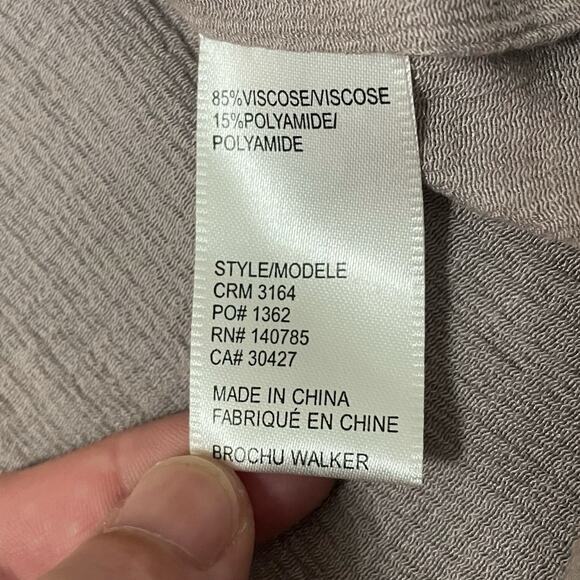 85%VISCOSE/VISCOSE
15%POLYAMIDE/
POLYAMIDE
STYLE/MODELE
CRM 3164
PO# 1362
RN# 140785
CA# 30427
MADE IN CHINA
FABRIQUÉ EN CHINE
BROCHU WALKER